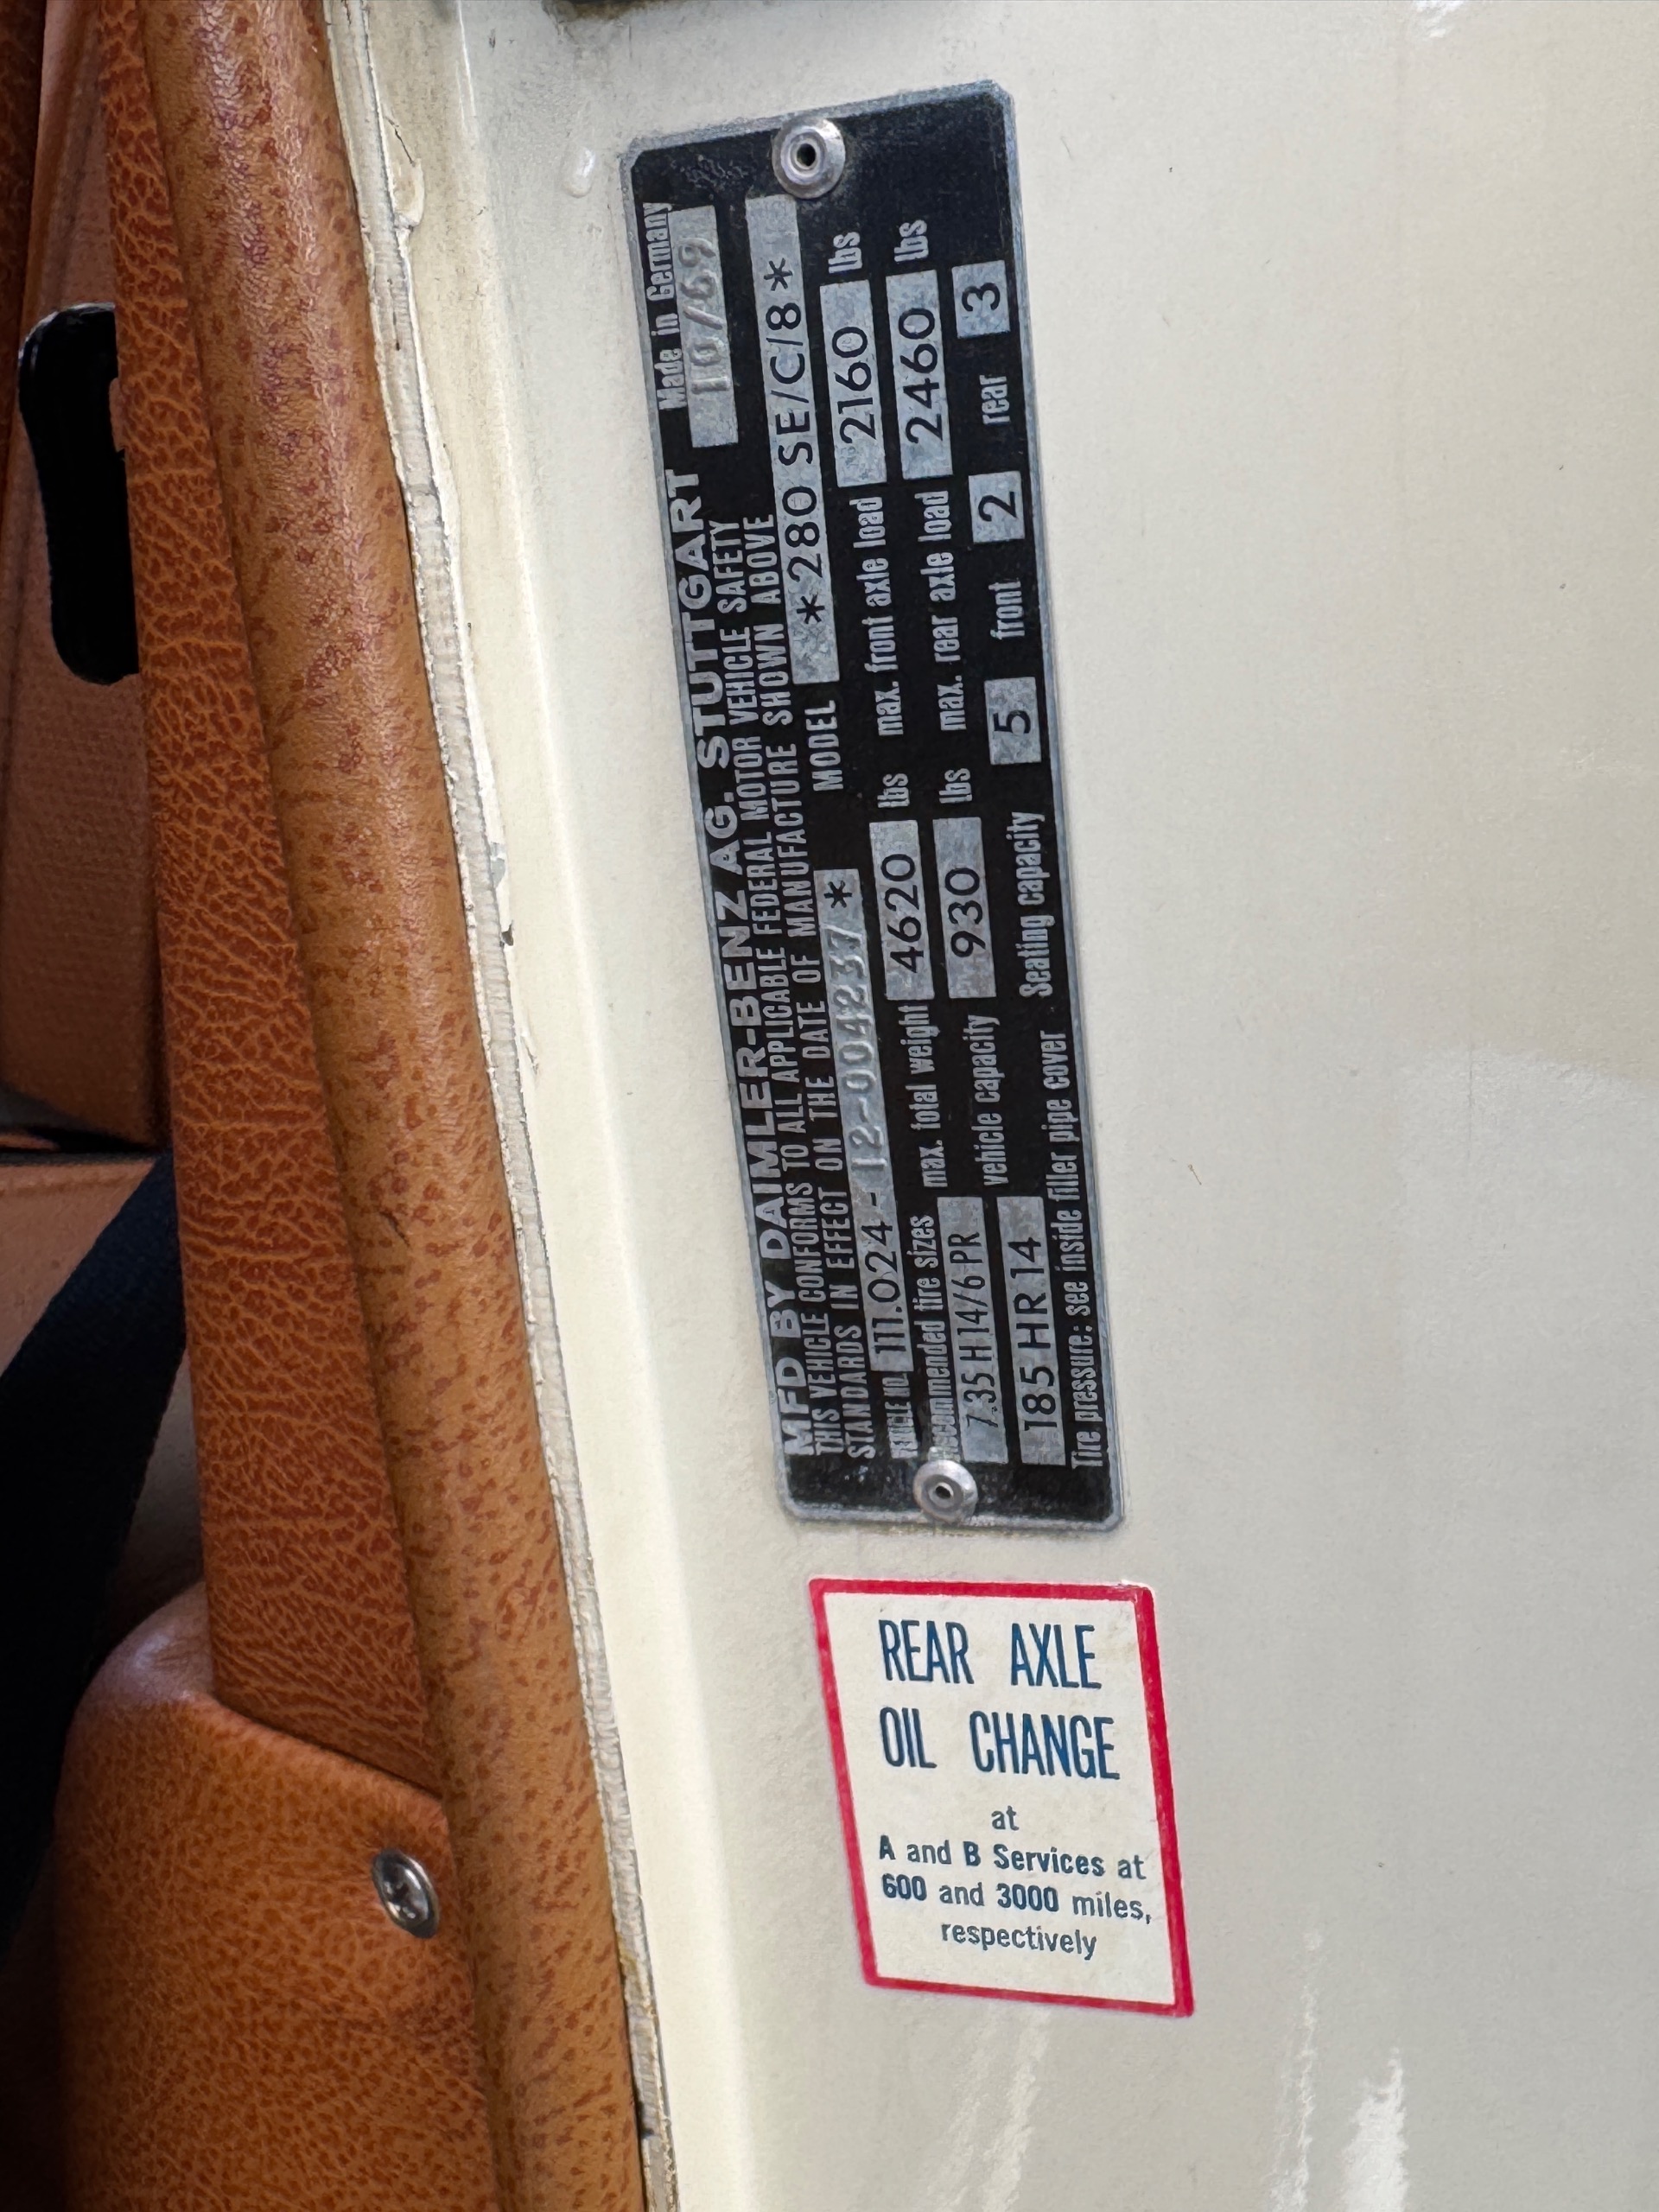 MFD BY DAIMLER-BENZ AG. STUTTGART Made in Germany
THIS VEHICLE CONFORMS TO ALL APPLICABLE FEDERAL MOTOR VEHICLE SAFETY 10/69
STANDARDS IN EFFECT ON THE DATE OF MANUFACTURE SHOWN ABOVE
VEHICLE NO. 111.024-12-004237 * MODEL *280 SE/C/8*
Recommended tire sizes max. total weight 4620 lbs max. front axle load 2160 lbs
7.35 H 14/6 PR vehicle capacity 930 lbs max. rear axle load 2460 lbs
185 HR 14 Seating capacity 5 front 2 rear 3
Tire pressure: see inside filler pipe cover
REAR AXLE
OIL CHANGE
at
A and B Services at
600 and 3000 miles,
respectively